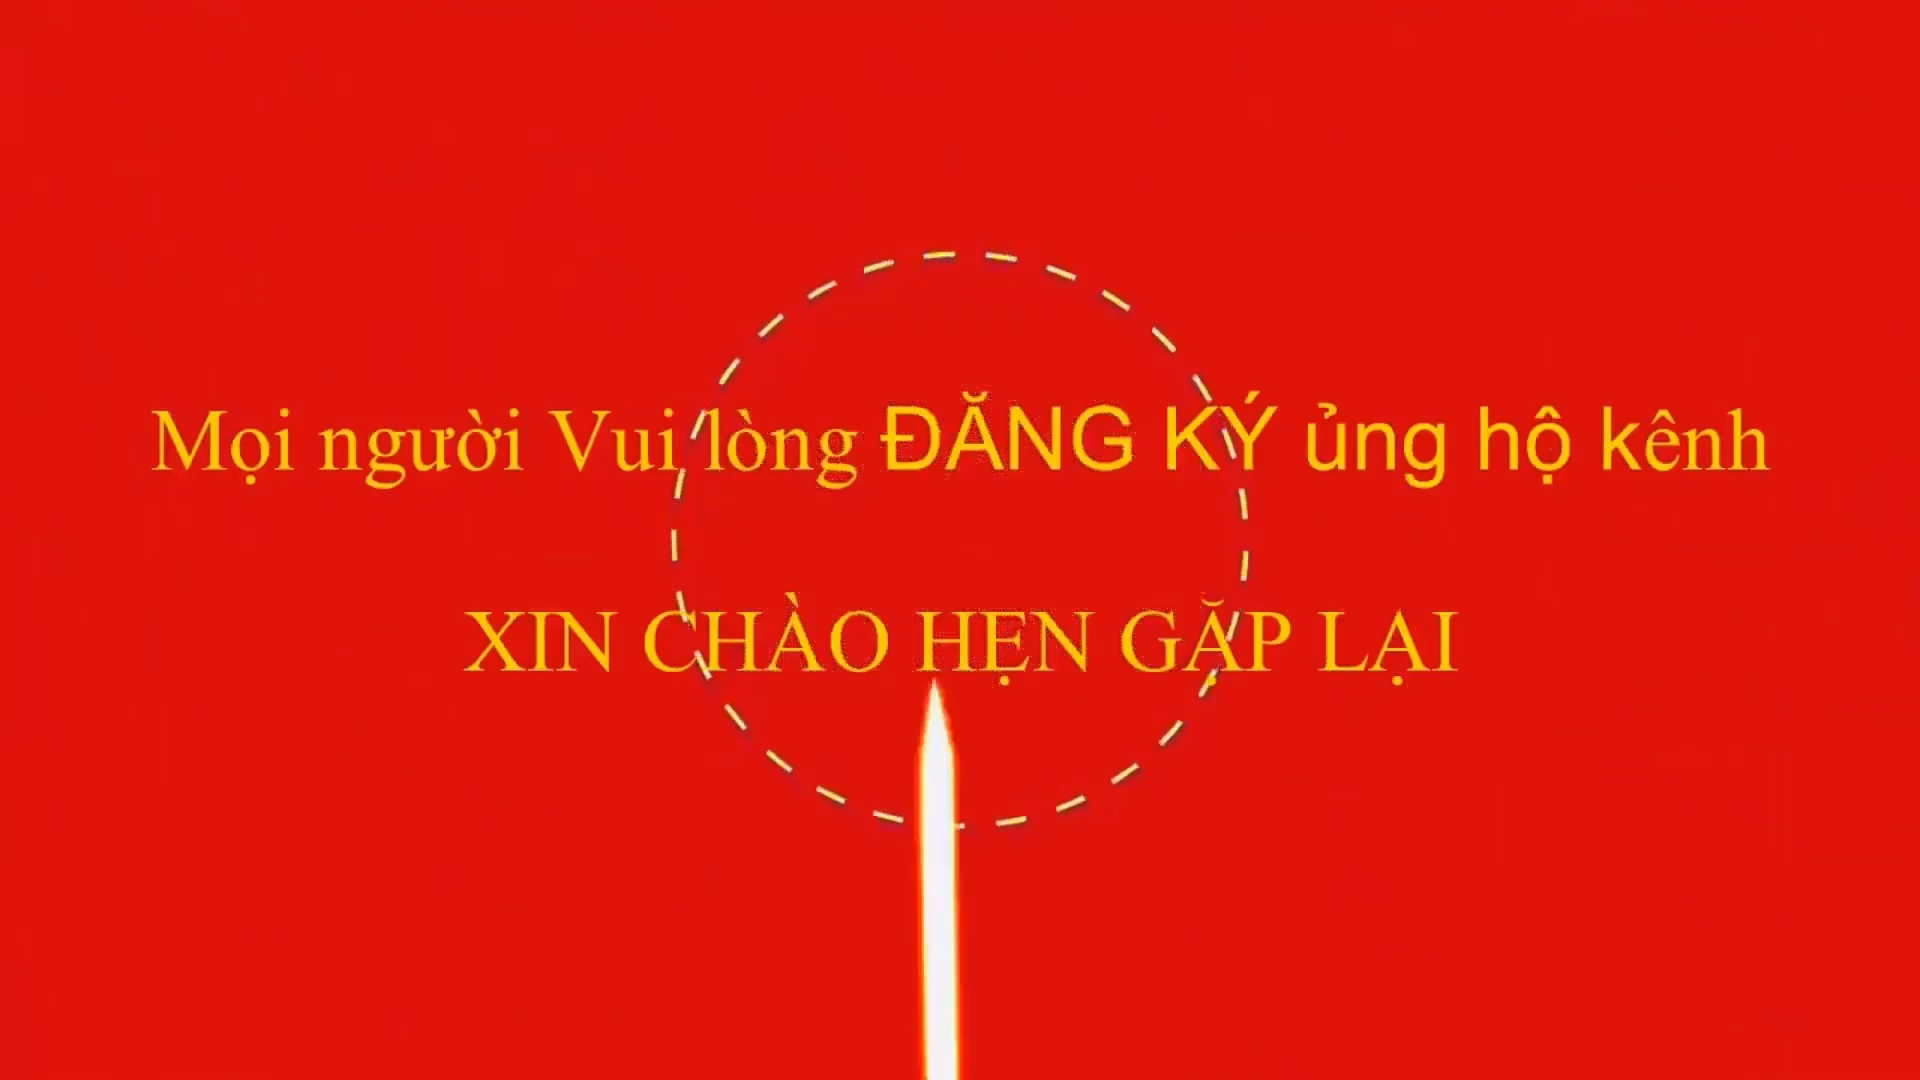 Mọi người Vui lòng ĐĂNG KÝ ủng hộ kênh
XIN CHÀO HẸN GẶP LẠI